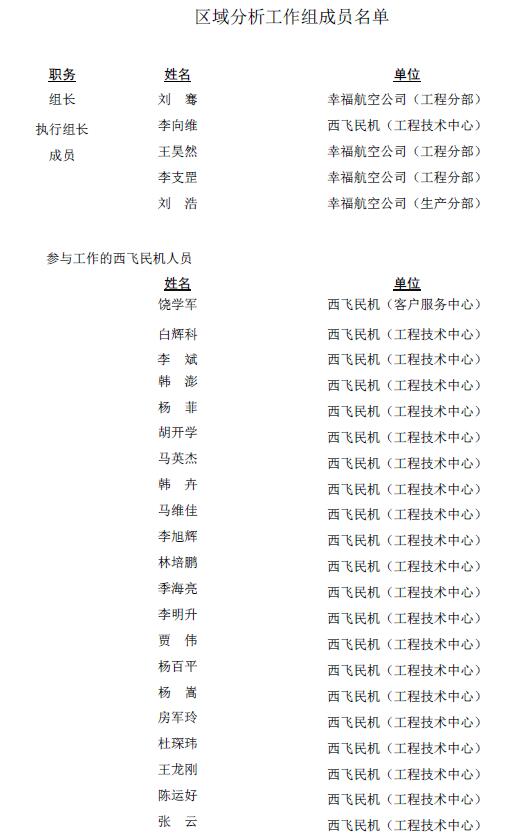 区域分析工作组成员名单
职务 姓名 单位
组长 刘 骞 幸福航空公司（工程分部）
执行组长 李向维 西飞民机（工程技术中心）
成员 王昊然 幸福航空公司（工程分部）
李支罡 幸福航空公司（工程分部）
刘 浩 幸福航空公司（生产分部）
参与工作的西飞民机人员
姓名 单位
饶学军 西飞民机（客户服务中心）
白辉科 西飞民机（工程技术中心）
李 斌 西飞民机（工程技术中心）
韩 澎 西飞民机（工程技术中心）
杨 菲 西飞民机（工程技术中心）
胡开学 西飞民机（工程技术中心）
马英杰 西飞民机（工程技术中心）
韩 卉 西飞民机（工程技术中心）
马维佳 西飞民机（工程技术中心）
李旭辉 西飞民机（工程技术中心）
林培鹏 西飞民机（工程技术中心）
季海亮 西飞民机（工程技术中心）
李明升 西飞民机（工程技术中心）
贾 伟 西飞民机（工程技术中心）
杨百平 西飞民机（工程技术中心）
杨 嵩 西飞民机（工程技术中心）
房军玲 西飞民机（工程技术中心）
杜琛玮 西飞民机（工程技术中心）
王龙刚 西飞民机（工程技术中心）
陈运好 西飞民机（工程技术中心）
张 云 西飞民机（工程技术中心）